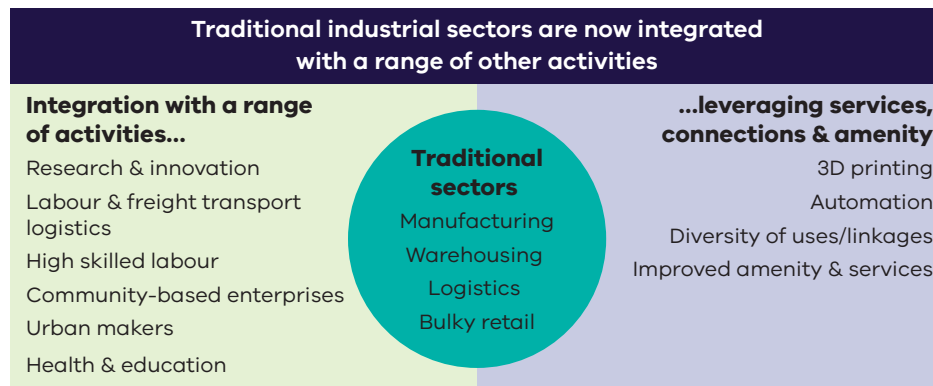 Traditional industrial sectors are now integrated
with a range of other activities
Integration with a range
of activities...
Research & innovation
Labour & freight transport
logistics
High skilled labour
Community-based enterprises
Urban makers
Health & education
Traditional
sectors
Manufacturing
Warehousing
Logistics
Bulky retail
...leveraging services,
connections & amenity
3D printing
Automation
Diversity of uses/linkages
Improved amenity & services